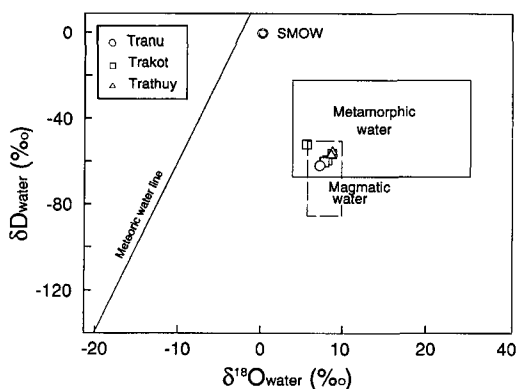 Tranu
Trakot
Trathuy
SMOW
Metamorphic
water
Magmatic
water
Meteoric water line
δDwater (‰)
0
-40
-80
-120
-20
-10
0
10
20
30
40
δ¹⁸Owater (‰)